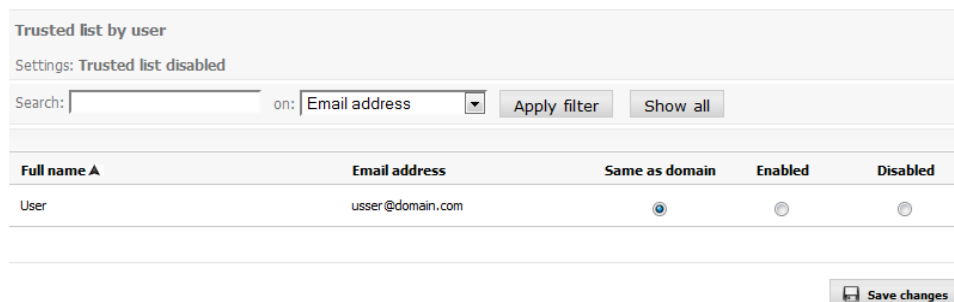 Trusted list by user
Settings: Trusted list disabled
Search: on: Email address Apply filter Show all
Full name Email address Same as domain Enabled Disabled
User usser@domain.com
Save changes